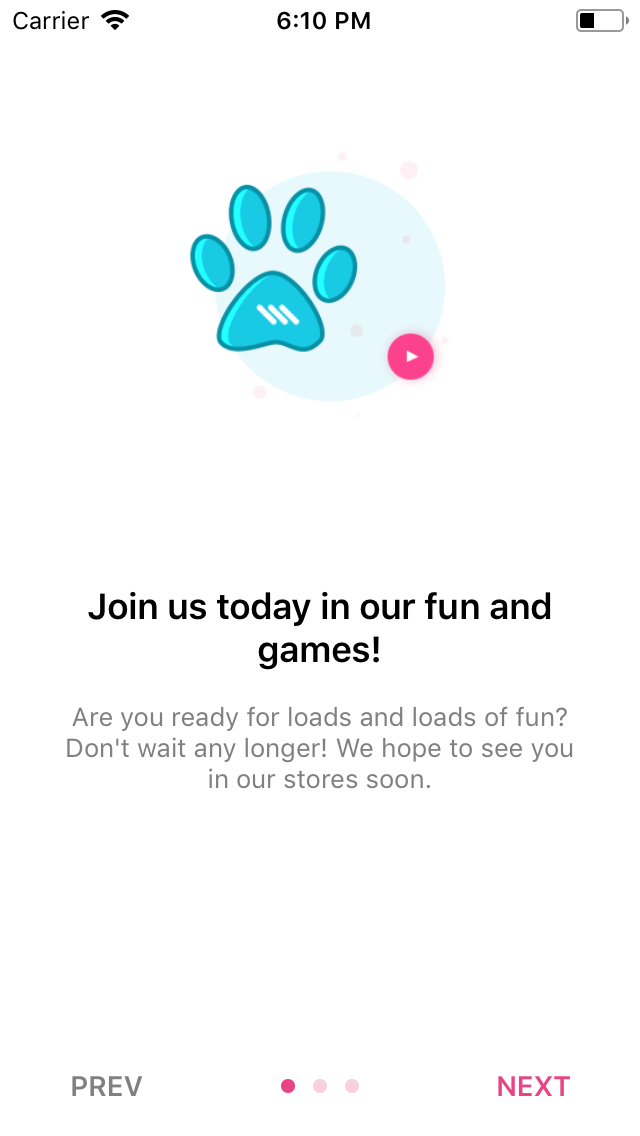 Carrier 6:10 PM
Join us today in our fun and
games!
Are you ready for loads and loads of fun?
Don't wait any longer! We hope to see you
in our stores soon.
PREV NEXT